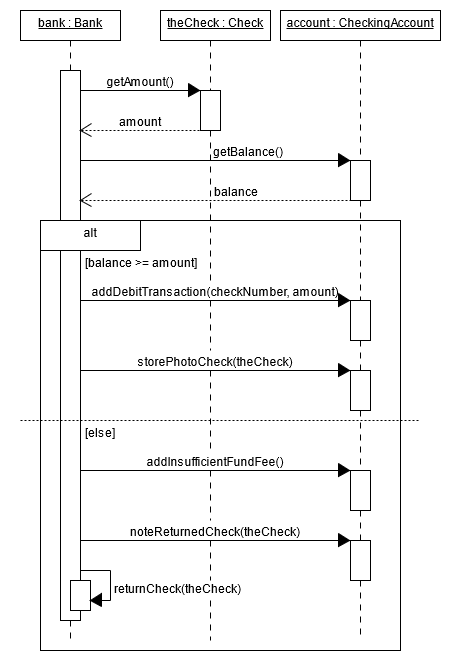 bank : Bank
theCheck : Check
account : CheckingAccount
getAmount()
amount
getBalance()
balance
alt
[balance >= amount]
addDebitTransaction(checkNumber, amount)
storePhotoCheck(theCheck)
[else]
addInsufficientFundFee()
noteReturnedCheck(theCheck)
returnCheck(theCheck)